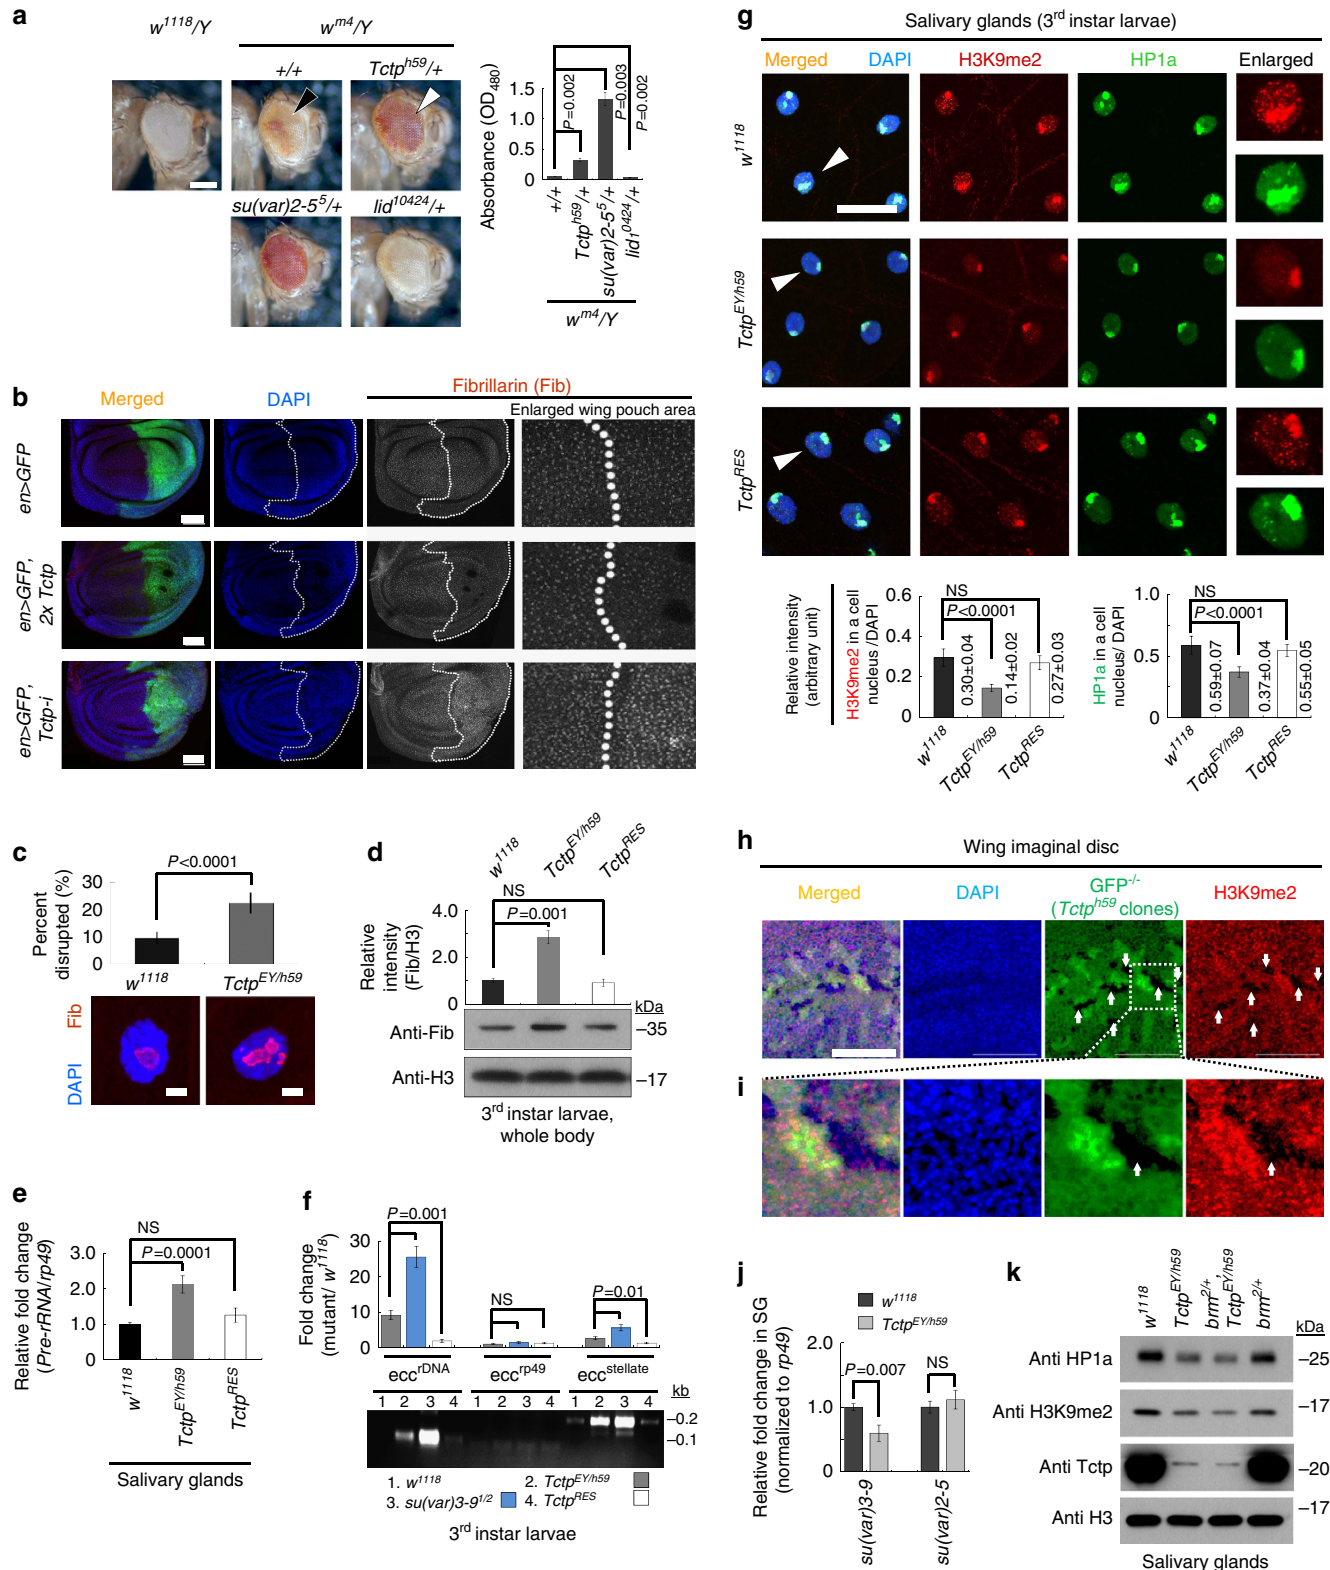 a
w1118/Y
wm4/Y
+/+
Tctph59/+
su(var)2-55/+
lid10424/+
Absorbance (OD480)
1.5
1.0
0.5
0
P=0.002
P=0.003
P=0.002
+/+
Tctph59/+
su(var)2-55/+
lid10424/+
wm4/Y
b
Merged
DAPI
Fibrillarin (Fib)
Enlarged wing pouch area
en>GFP
en>GFP,
2x Tctp
en>GFP,
Tctp-i
c
Percent
disrupted (%)
30
20
10
0
P<0.0001
w1118
TctpEY/h59
Fib
DAPI
d
w1118
TctpEY/h59
TctpRES
Relative
intensity
(Fib/H3)
4.0
2.0
0
NS
P=0.001
kDa
Anti-Fib
–35
Anti-H3
–17
3rd instar larvae,
whole body
e
Relative fold change
(Pre-rRNA/rp49)
3.0
2.0
1.0
0
NS
P=0.0001
w1118
TctpEY/h59
TctpRES
Salivary glands
f
Fold change
(mutant/ w1118)
30
20
10
0
P=0.001
NS
P=0.01
eccrDNA
eccrp49
eccstellate
kb
1 2 3 4 1 2 3 4 1 2 3 4
–0.2
–0.1
1. w1118
2. TctpEY/h59
3. su(var)3-91/2
4. TctpRES
3rd instar larvae
g
Salivary glands (3rd instar larvae)
Merged
DAPI
H3K9me2
HP1a
Enlarged
w1118
TctpEY/h59
TctpRES
Relative intensity
(arbitrary unit)
H3K9me2 in a cell
nucleus/DAPI
0.6
0.4
0.2
0
NS
P<0.0001
0.30±0.04
0.14±0.02
0.27±0.03
w1118
TctpEY/h59
TctpRES
HP1a in a cell
nucleus/ DAPI
1.0
0.5
0
NS
P<0.0001
0.59±0.07
0.37±0.04
0.55±0.05
w1118
TctpEY/h59
TctpRES
h
Wing imaginal disc
Merged
DAPI
GFP-/-
(Tctph59 clones)
H3K9me2
i
j
w1118
TctpEY/h59
Relative fold change in SG
(normalized to rp49)
2.0
1.0
0
P=0.007
NS
su(var)3-9
su(var)2-5
k
w1118
TctpEY/h59
brm2/+, TctpEY/h59
brm2/+
kDa
Anti HP1a
–25
Anti H3K9me2
–17
Anti Tctp
–20
Anti H3
–17
Salivary glands